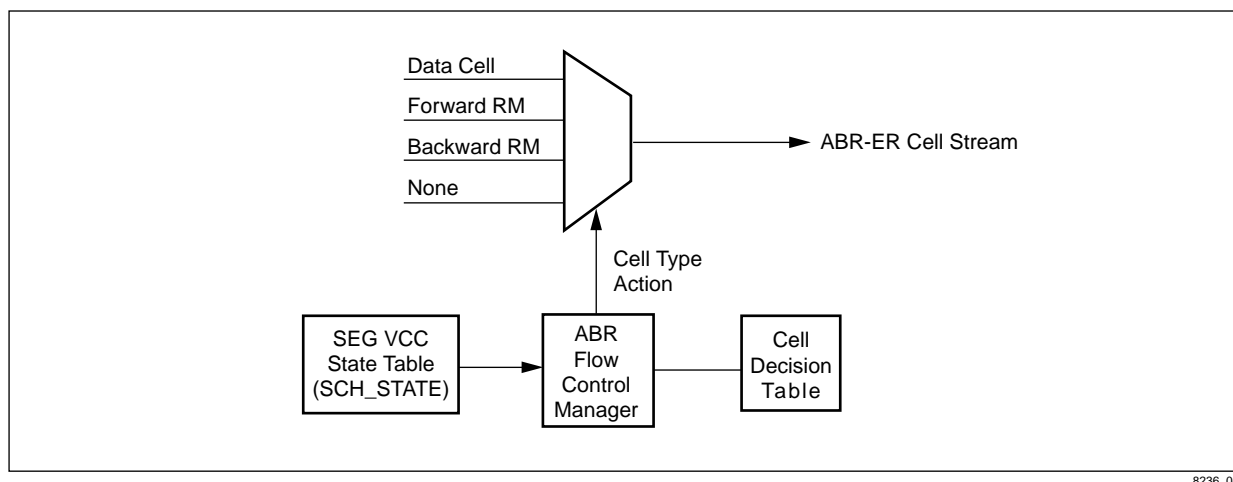 Data Cell
Forward RM
Backward RM
None
ABR-ER Cell Stream
Cell Type
Action
SEG VCC
State Table
(SCH_STATE)
ABR
Flow
Control
Manager
Cell
Decision
Table
8236_0